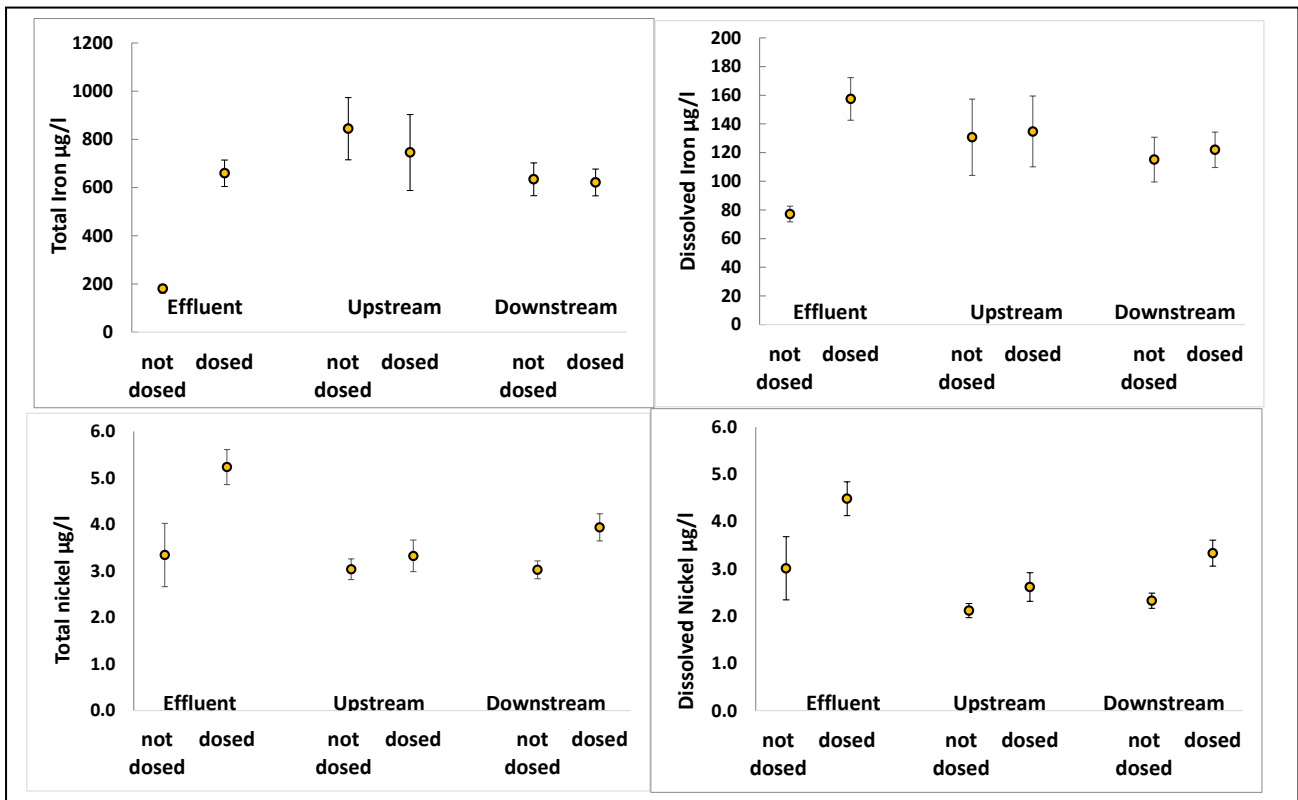 Total Iron µg/l
1200
1000
800
600
400
200
0
Effluent Upstream Downstream
not dosed not dosed not dosed
dosed dosed dosed
Dissolved Iron µg/l
200
180
160
140
120
100
80
60
40
20
0
Effluent Upstream Downstream
not dosed not dosed not dosed
dosed dosed dosed
Total nickel µg/l
6.0
5.0
4.0
3.0
2.0
1.0
0.0
Effluent Upstream Downstream
not dosed not dosed not dosed
dosed dosed dosed
Dissolved Nickel µg/l
6.0
5.0
4.0
3.0
2.0
1.0
0.0
Effluent Upstream Downstream
not dosed not dosed not dosed
dosed dosed dosed